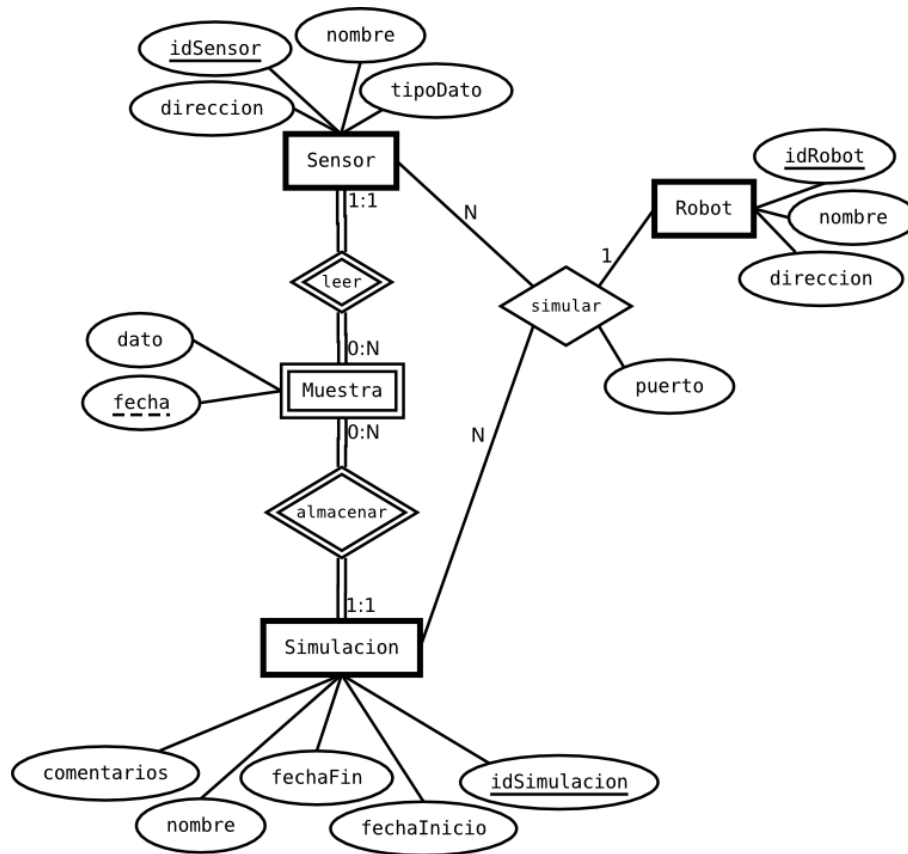 nombre
idSensor
tipoDato
direccion
Sensor
idRobot
1:1
Robot
N
nombre
1
direccion
leer
simular
dato
0:N
puerto
Muestra
fecha
0:N
N
almacenar
1:1
Simulacion
comentarios
fechaFin
idSimulacion
nombre
fechaInicio